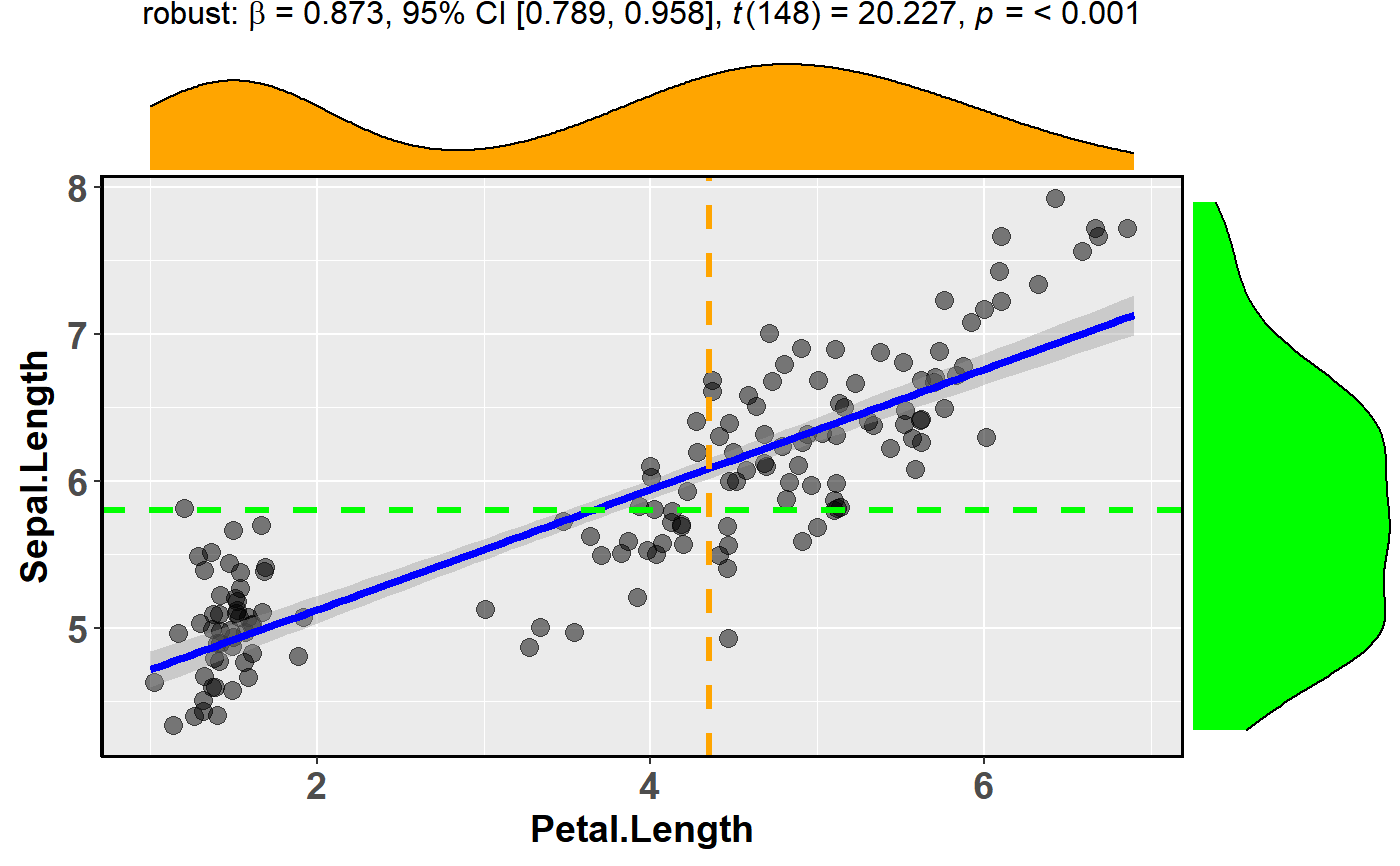 robust: β = 0.873, 95% CI [0.789, 0.958], t(148) = 20.227, p = < 0.001
8
7
6
5
Sepal.Length
2 4 6
Petal.Length